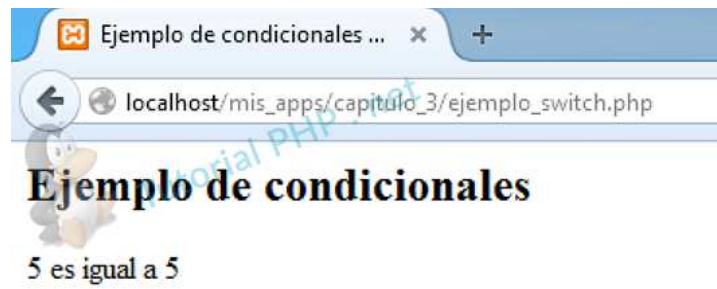 Ejemplo de condicionales ...
localhost/mis_apps/capitulo_3/ejemplo_switch.php
Tutorial PHP . net
Ejemplo de condicionales
5 es igual a 5